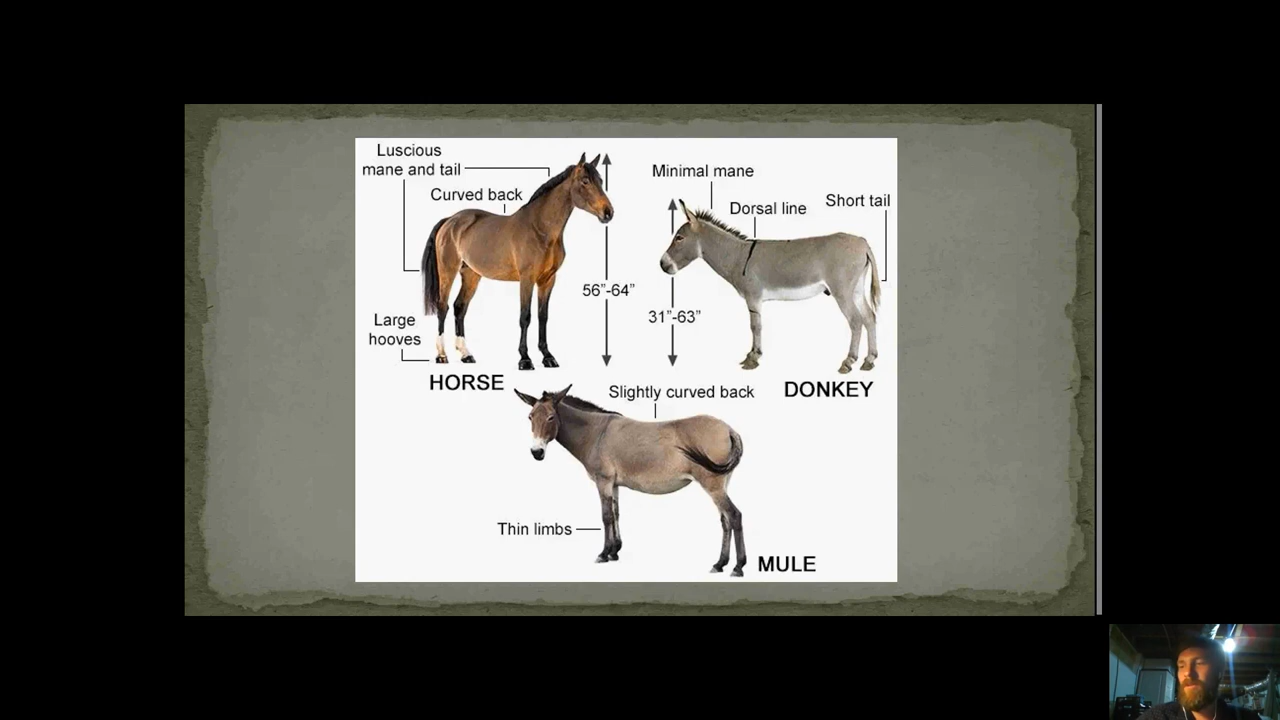 Luscious
mane and tail
Curved back
56”-64”
Large
hooves
HORSE
Minimal mane
Dorsal line
Short tail
31”-63”
DONKEY
Slightly curved back
Thin limbs
MULE